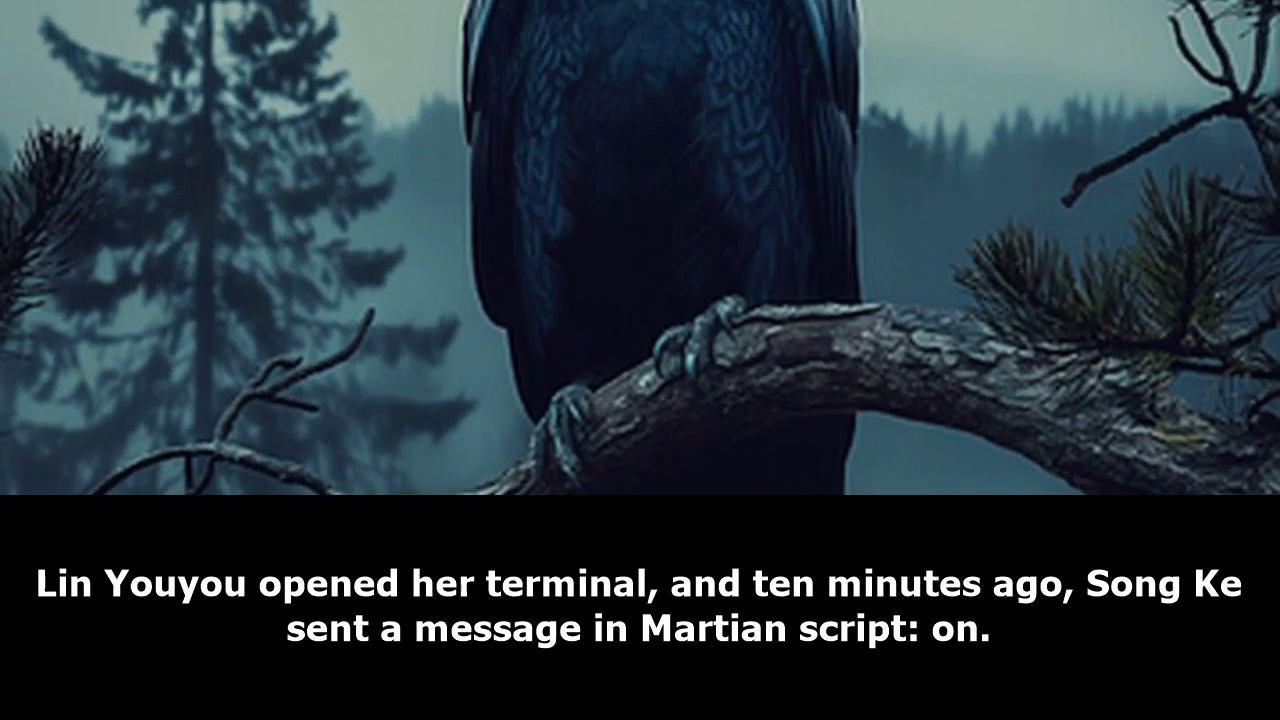 Lin Youyou opened her terminal, and ten minutes ago, Song Ke
sent a message in Martian script: on.